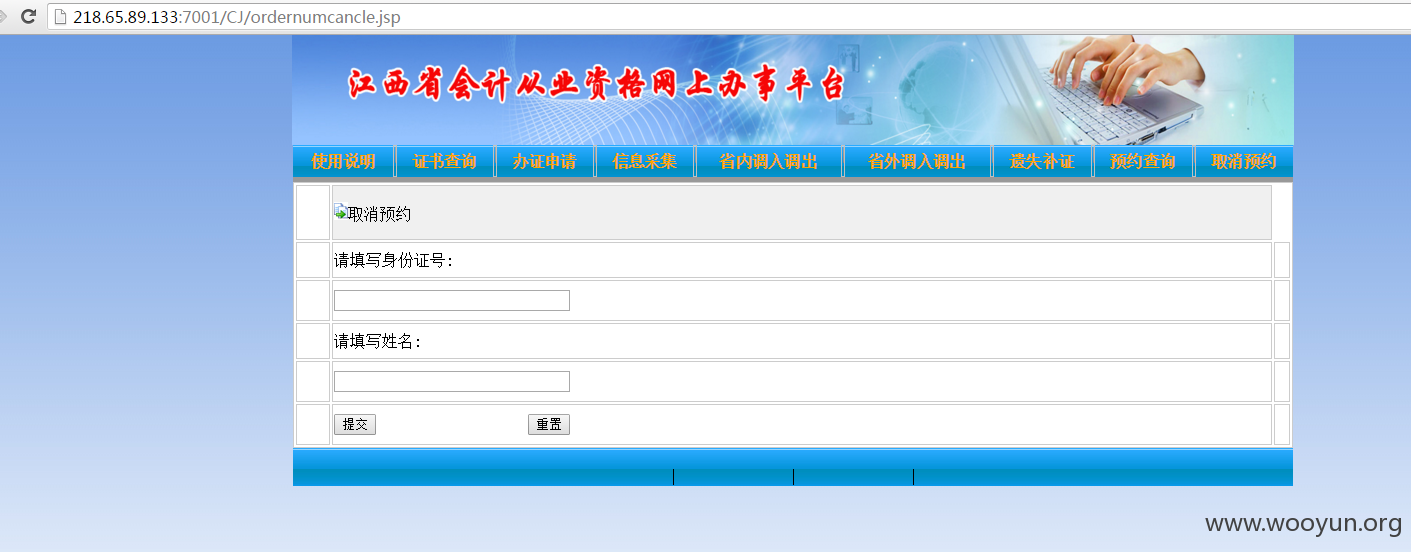 218.65.89.133:7001/CJ/ordernumcancle.jsp
江西省会计从业资格网上办事平台
使用说明 证书查询 办证申请 信息采集 省内调入调出 省外调入调出 遗失补证 预约查询 取消预约
取消预约
请填写身份证号:
请填写姓名:
提交 重置
www.wooyun.org